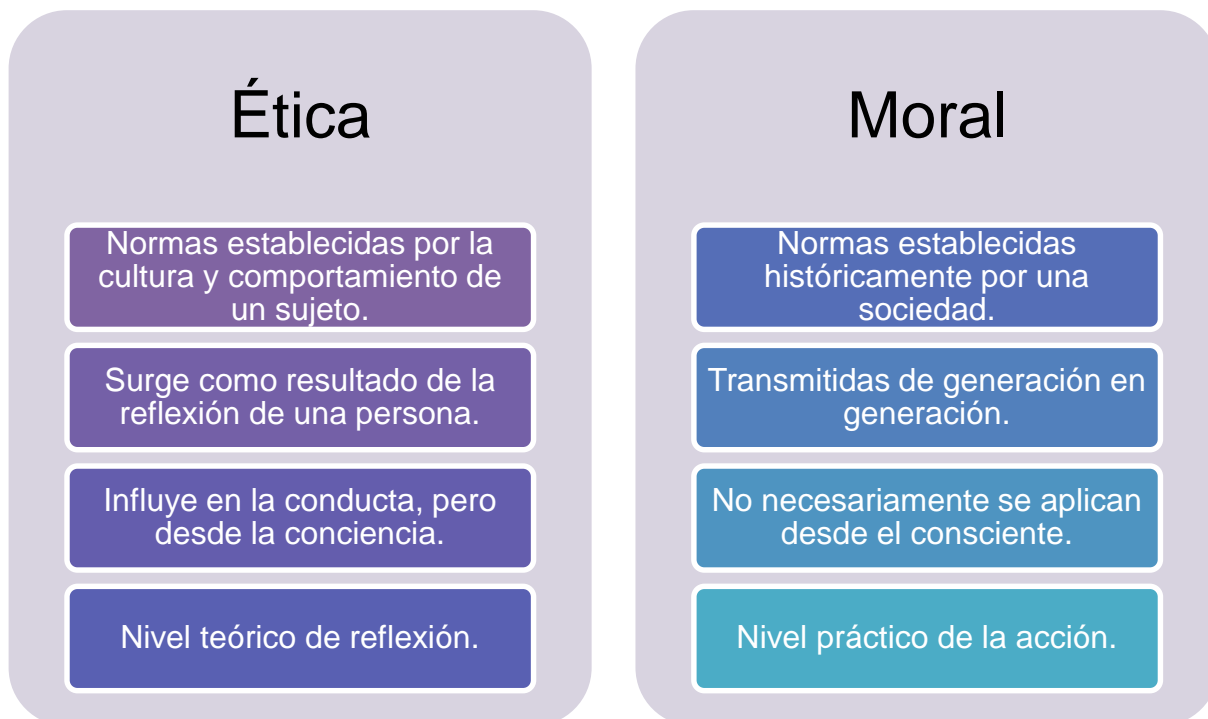 Ética
Normas establecidas por la
cultura y comportamiento de
un sujeto.
Surge como resultado de la
reflexión de una persona.
Influye en la conducta, pero
desde la conciencia.
Nivel teórico de reflexión.
Moral
Normas establecidas
históricamente por una
sociedad.
Transmitidas de generación en
generación.
No necesariamente se aplican
desde el consciente.
Nivel práctico de la acción.